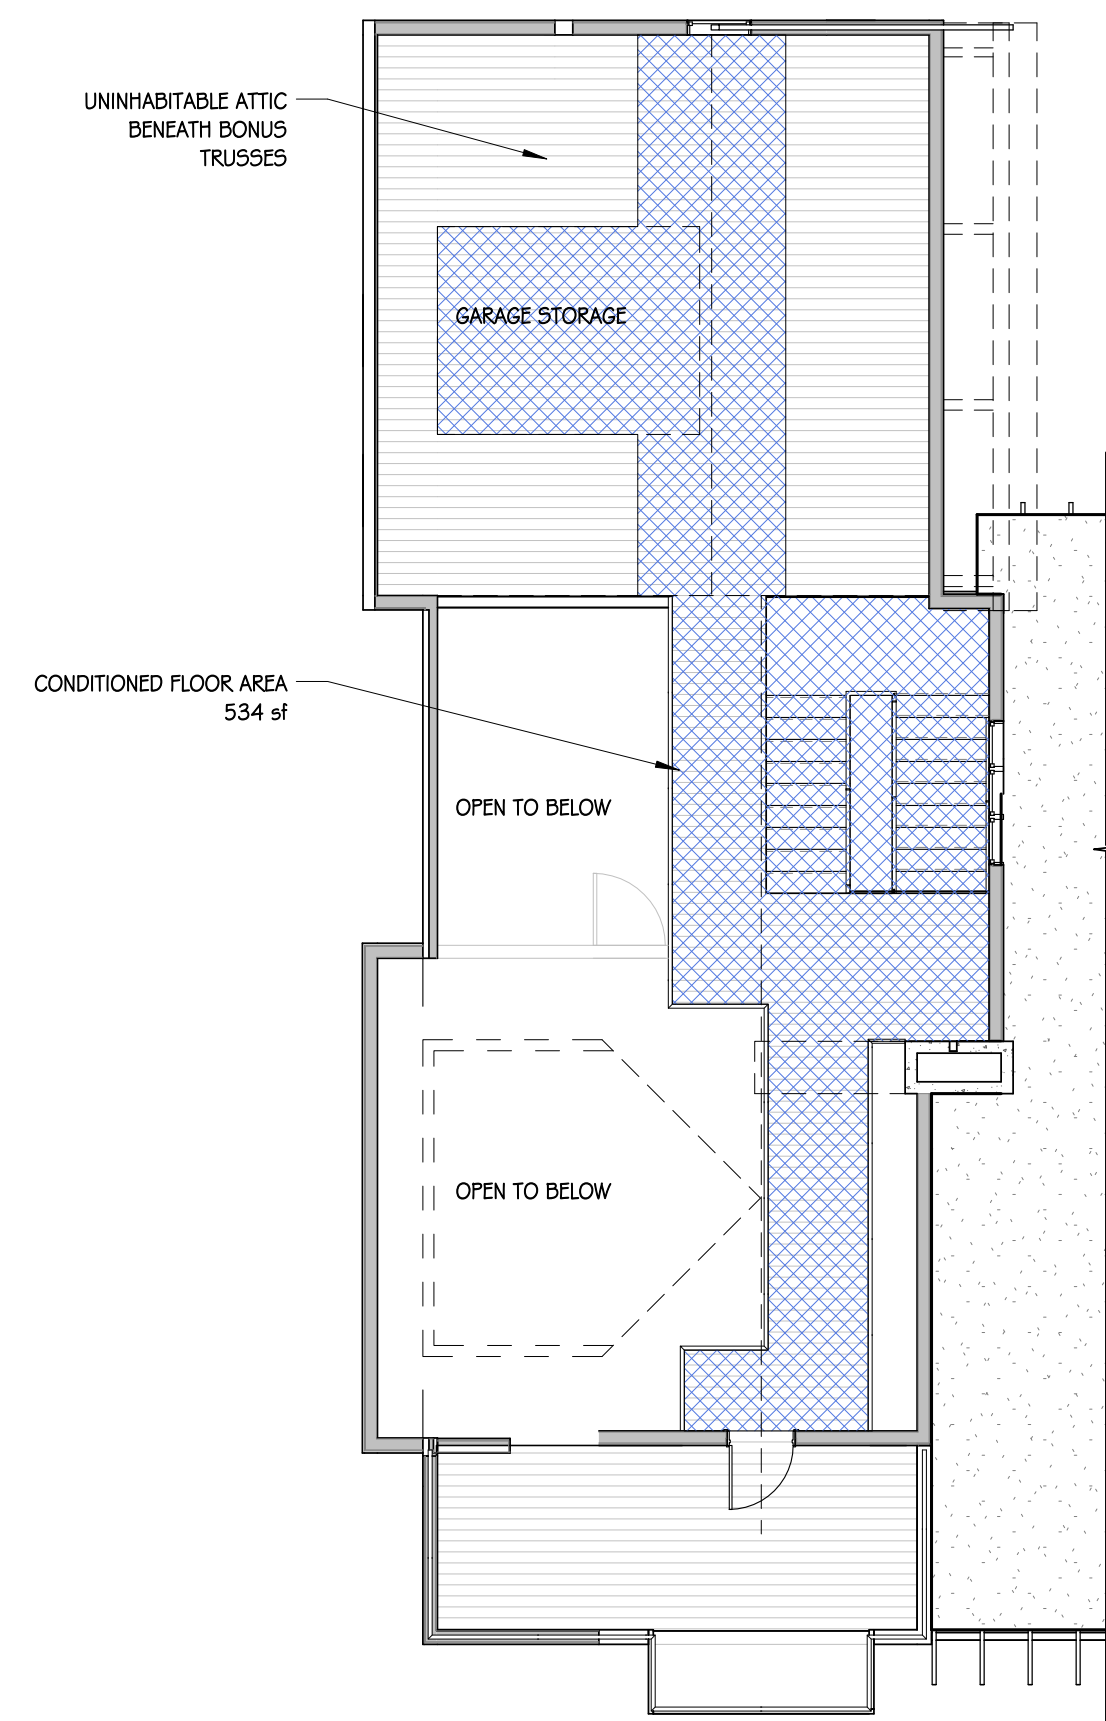 UNINHABITABLE ATTIC
BENEATH BONUS
TRUSSES
GARAGE STORAGE
CONDITIONED FLOOR AREA
534 sf
OPEN TO BELOW
OPEN TO BELOW